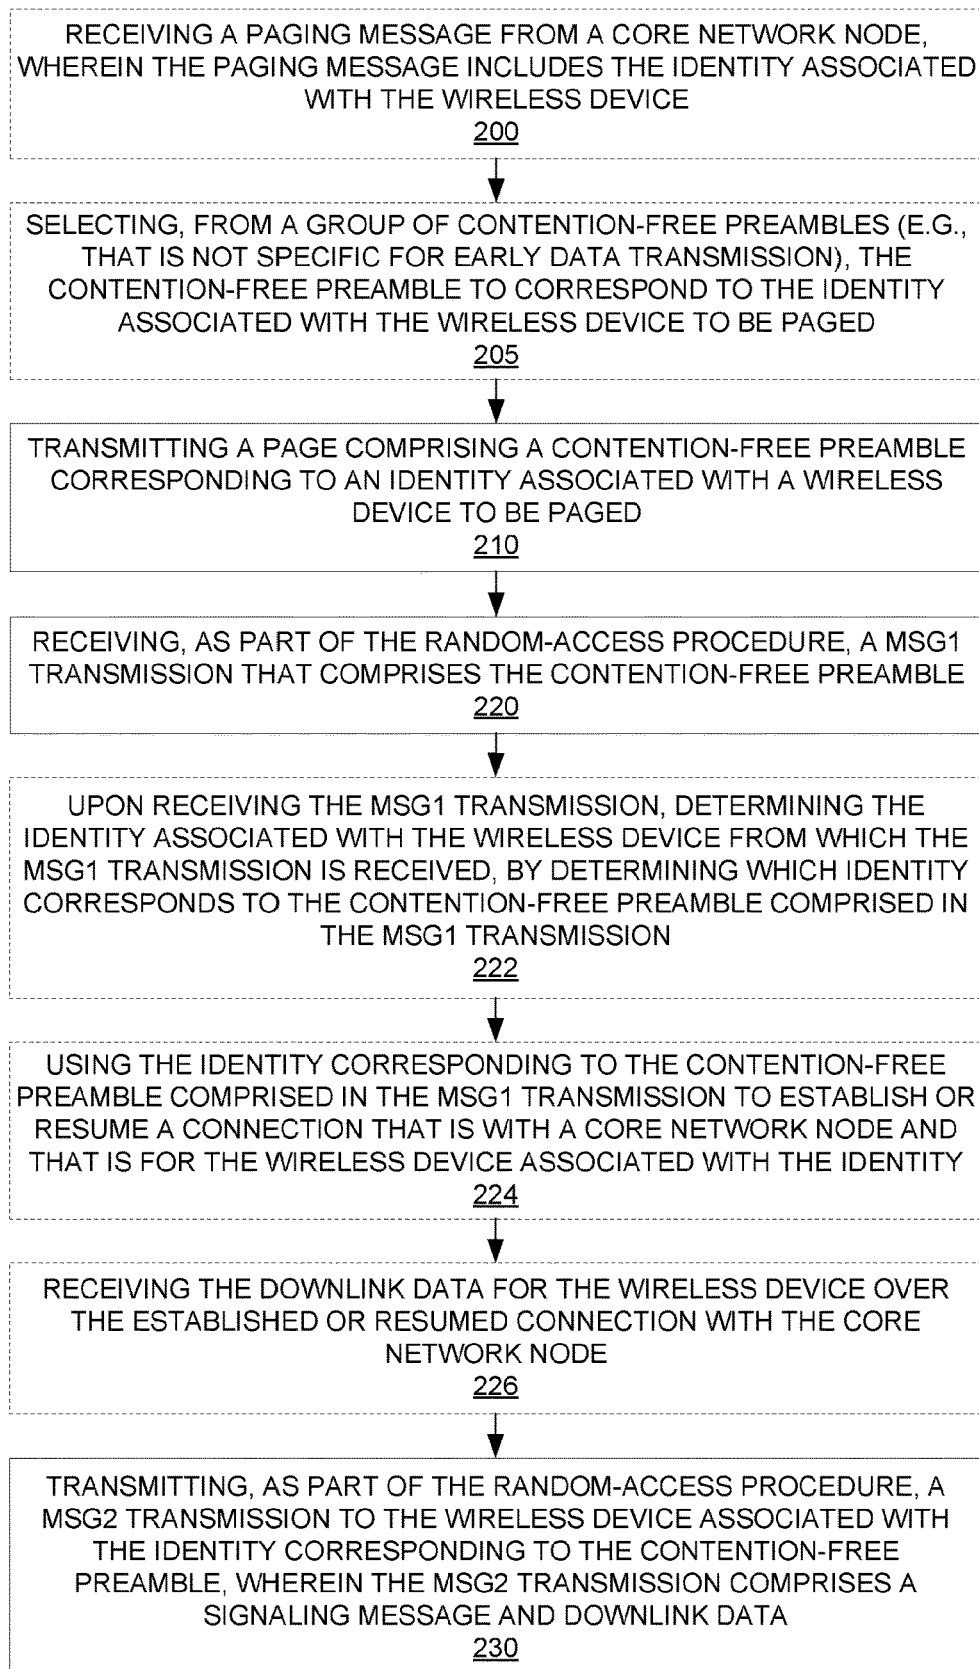 RECEIVING A PAGING MESSAGE FROM A CORE NETWORK NODE,
WHEREIN THE PAGING MESSAGE INCLUDES THE IDENTITY ASSOCIATED
WITH THE WIRELESS DEVICE
200
SELECTING, FROM A GROUP OF CONTENTION-FREE PREAMBLES (E.G.,
THAT IS NOT SPECIFIC FOR EARLY DATA TRANSMISSION), THE
CONTENTION-FREE PREAMBLE TO CORRESPOND TO THE IDENTITY
ASSOCIATED WITH THE WIRELESS DEVICE TO BE PAGED
205
TRANSMITTING A PAGE COMPRISING A CONTENTION-FREE PREAMBLE
CORRESPONDING TO AN IDENTITY ASSOCIATED WITH A WIRELESS
DEVICE TO BE PAGED
210
RECEIVING, AS PART OF THE RANDOM-ACCESS PROCEDURE, A MSG1
TRANSMISSION THAT COMPRISES THE CONTENTION-FREE PREAMBLE
220
UPON RECEIVING THE MSG1 TRANSMISSION, DETERMINING THE
IDENTITY ASSOCIATED WITH THE WIRELESS DEVICE FROM WHICH THE
MSG1 TRANSMISSION IS RECEIVED, BY DETERMINING WHICH IDENTITY
CORRESPONDS TO THE CONTENTION-FREE PREAMBLE COMPRISED IN
THE MSG1 TRANSMISSION
222
USING THE IDENTITY CORRESPONDING TO THE CONTENTION-FREE
PREAMBLE COMPRISED IN THE MSG1 TRANSMISSION TO ESTABLISH OR
RESUME A CONNECTION THAT IS WITH A CORE NETWORK NODE AND
THAT IS FOR THE WIRELESS DEVICE ASSOCIATED WITH THE IDENTITY
224
RECEIVING THE DOWNLINK DATA FOR THE WIRELESS DEVICE OVER
THE ESTABLISHED OR RESUMED CONNECTION WITH THE CORE
NETWORK NODE
226
TRANSMITTING, AS PART OF THE RANDOM-ACCESS PROCEDURE, A
MSG2 TRANSMISSION TO THE WIRELESS DEVICE ASSOCIATED WITH
THE IDENTITY CORRESPONDING TO THE CONTENTION-FREE
PREAMBLE, WHEREIN THE MSG2 TRANSMISSION COMPRISES A
SIGNALING MESSAGE AND DOWNLINK DATA
230